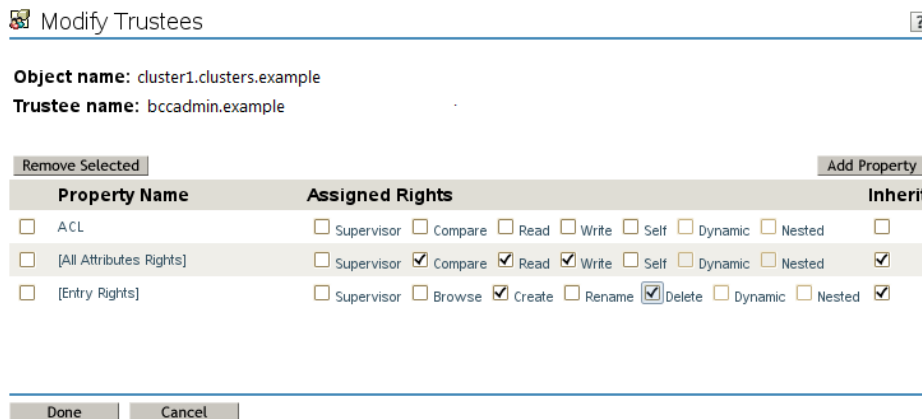 Modify Trustees
?
Object name: cluster1.clusters.example
Trustee name: bccadmin.example
Remove Selected Add Property
Property Name Assigned Rights Inherit
ACL Supervisor Compare Read Write Self Dynamic Nested
[All Attributes Rights] Supervisor Compare Read Write Self Dynamic Nested
[Entry Rights] Supervisor Browse Create Rename Delete Dynamic Nested
Done Cancel